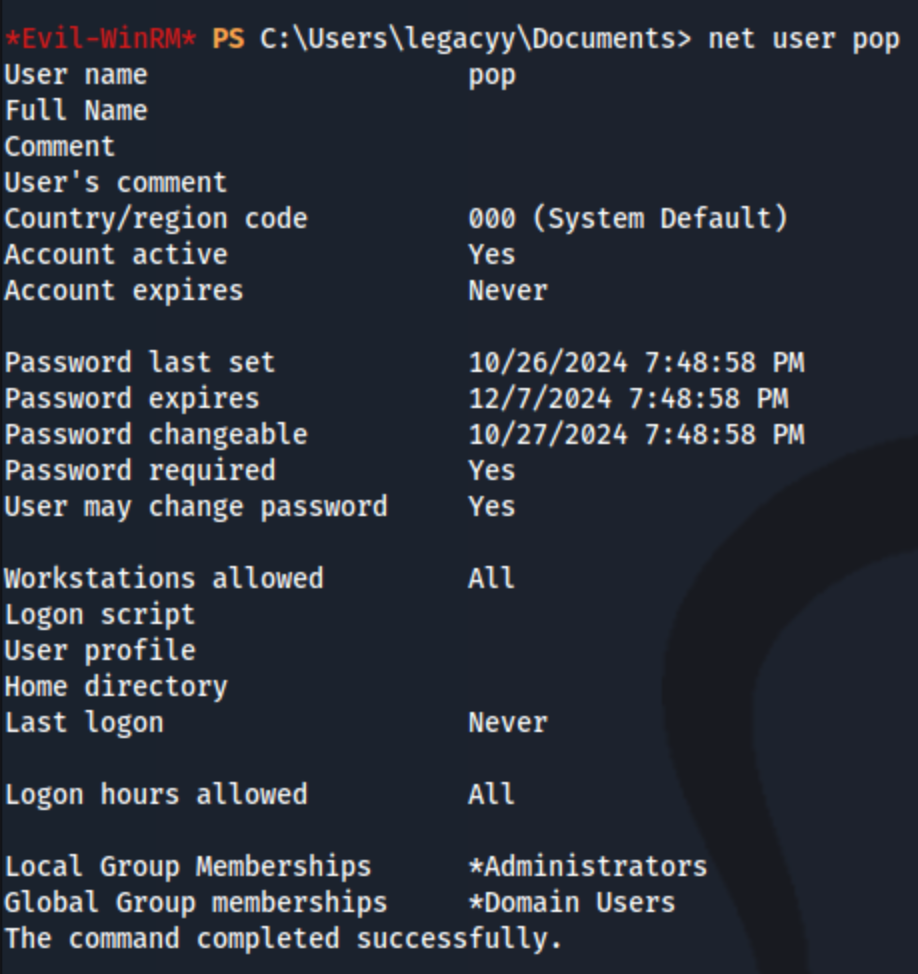 *Evil-WinRM* PS C:\Users\legacyy\Documents> net user pop
User name                    pop
Full Name
Comment
User's comment
Country/region code          000 (System Default)
Account active               Yes
Account expires              Never

Password last set            10/26/2024 7:48:58 PM
Password expires             12/7/2024 7:48:58 PM
Password changeable          10/27/2024 7:48:58 PM
Password required            Yes
User may change password     Yes

Workstations allowed         All
Logon script
User profile
Home directory
Last logon                   Never

Logon hours allowed          All

Local Group Memberships      *Administrators
Global Group memberships     *Domain Users
The command completed successfully.